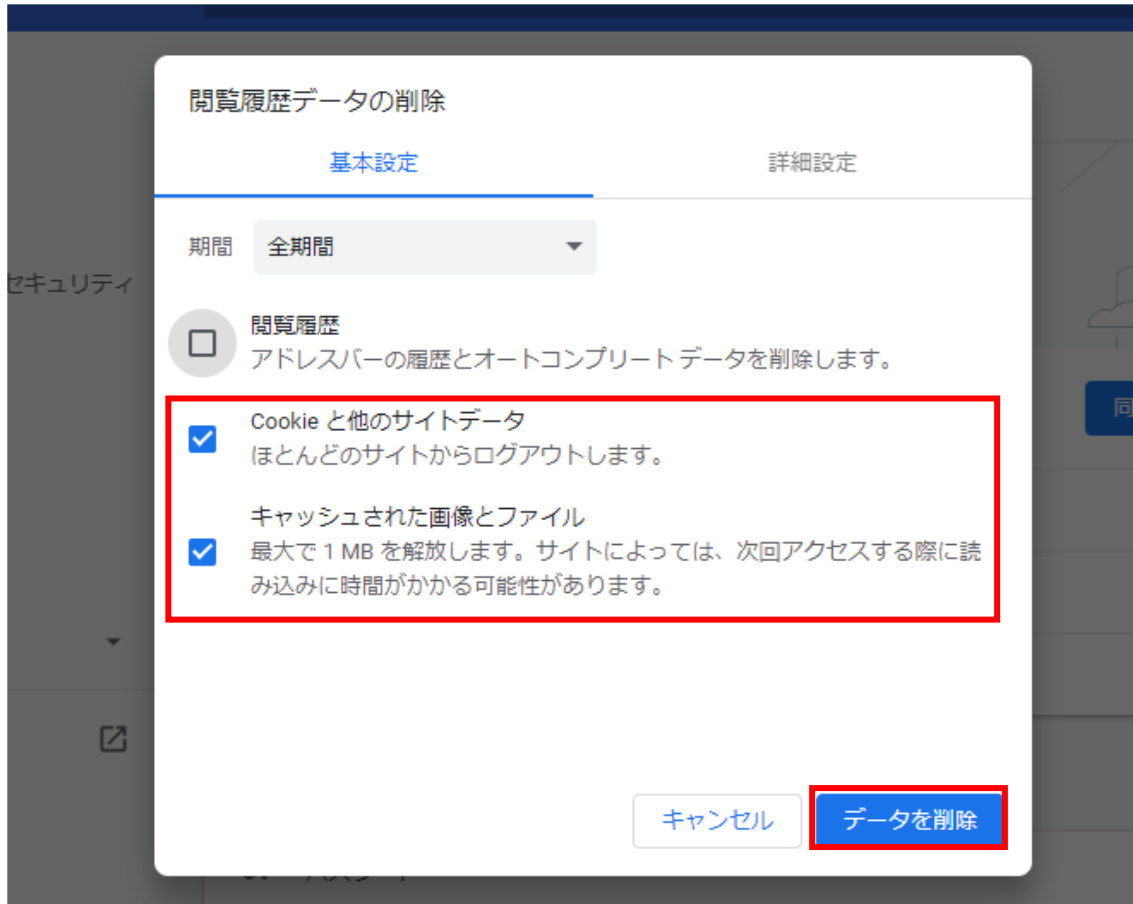 閲覧履歴データの削除
基本設定
詳細設定
期間
全期間
セキュリティ
閲覧履歴
アドレスバーの履歴とオートコンプリート データを削除します。
同
Cookie と他のサイトデータ
ほとんどのサイトからログアウトします。
キャッシュされた画像とファイル
最大で 1 MB を解放します。サイトによっては、次回アクセスする際に読
み込みに時間がかかる可能性があります。
キャンセル
データを削除